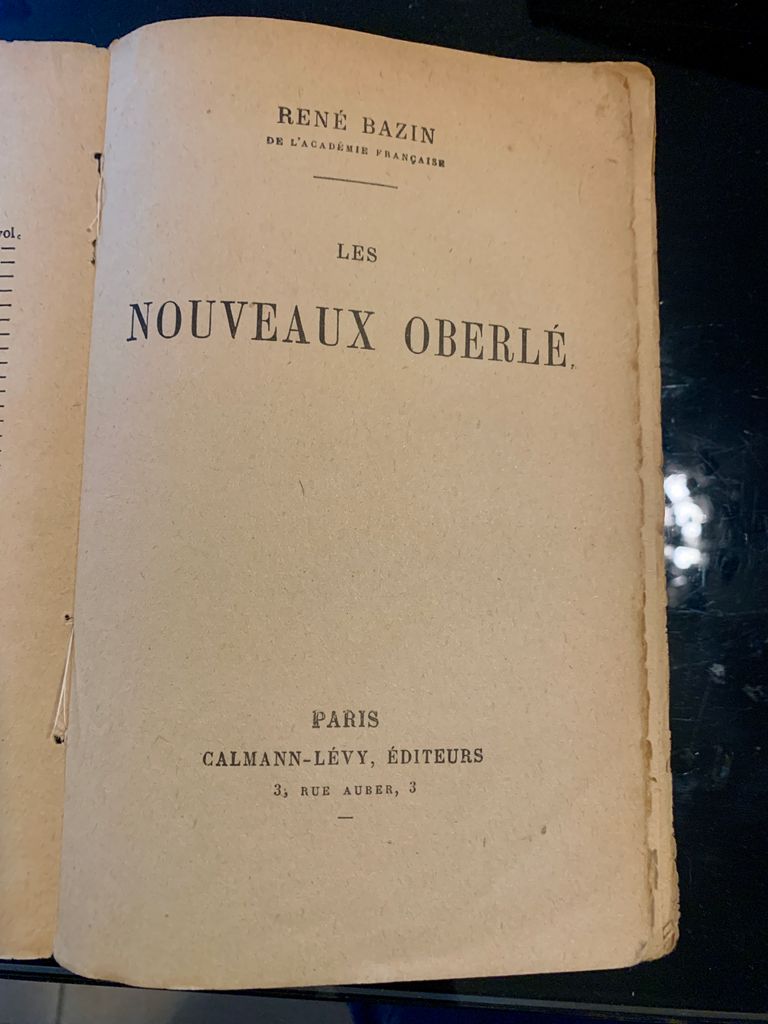 RENÉ BAZIN
DE L'ACADÉMIE FRANÇAISE
LES
NOUVEAUX OBERLÉ
PARIS
CALMANN-LÉVY, ÉDITEURS
3, RUE AUBER, 3